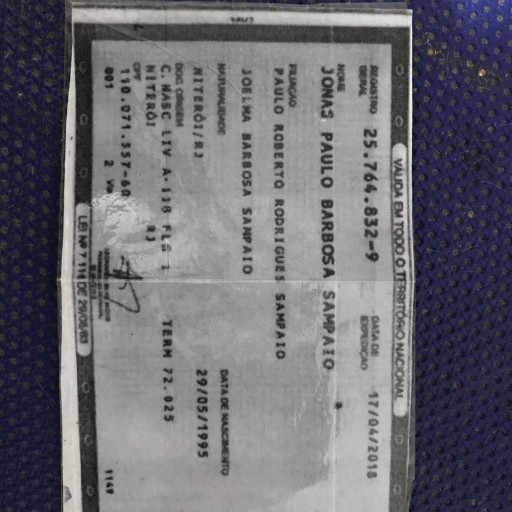 VÁLIDA EM TODO O TERRITÓRIO NACIONAL
REGISTRO GERAL 25.764.832-9 DATA DE EXPEDIÇÃO 17/04/2018
NOME
JONAS PAULO BARBOSA SAMPAIO
FILIAÇÃO
PAULO ROBERTO RODRIGUES SAMPAIO
JOELMA BARBOSA SAMPAIO
NATURALIDADE DATA DE NASCIMENTO
NITERÓI/RJ 29/05/1995
DOC ORIGEM
C.NASC LIV A-118 FLS 1 TERM 72.025
NITERÓI RJ
CPF
110.071.557-60
001 2 1149
LEI Nº 7.116 DE 29/08/83